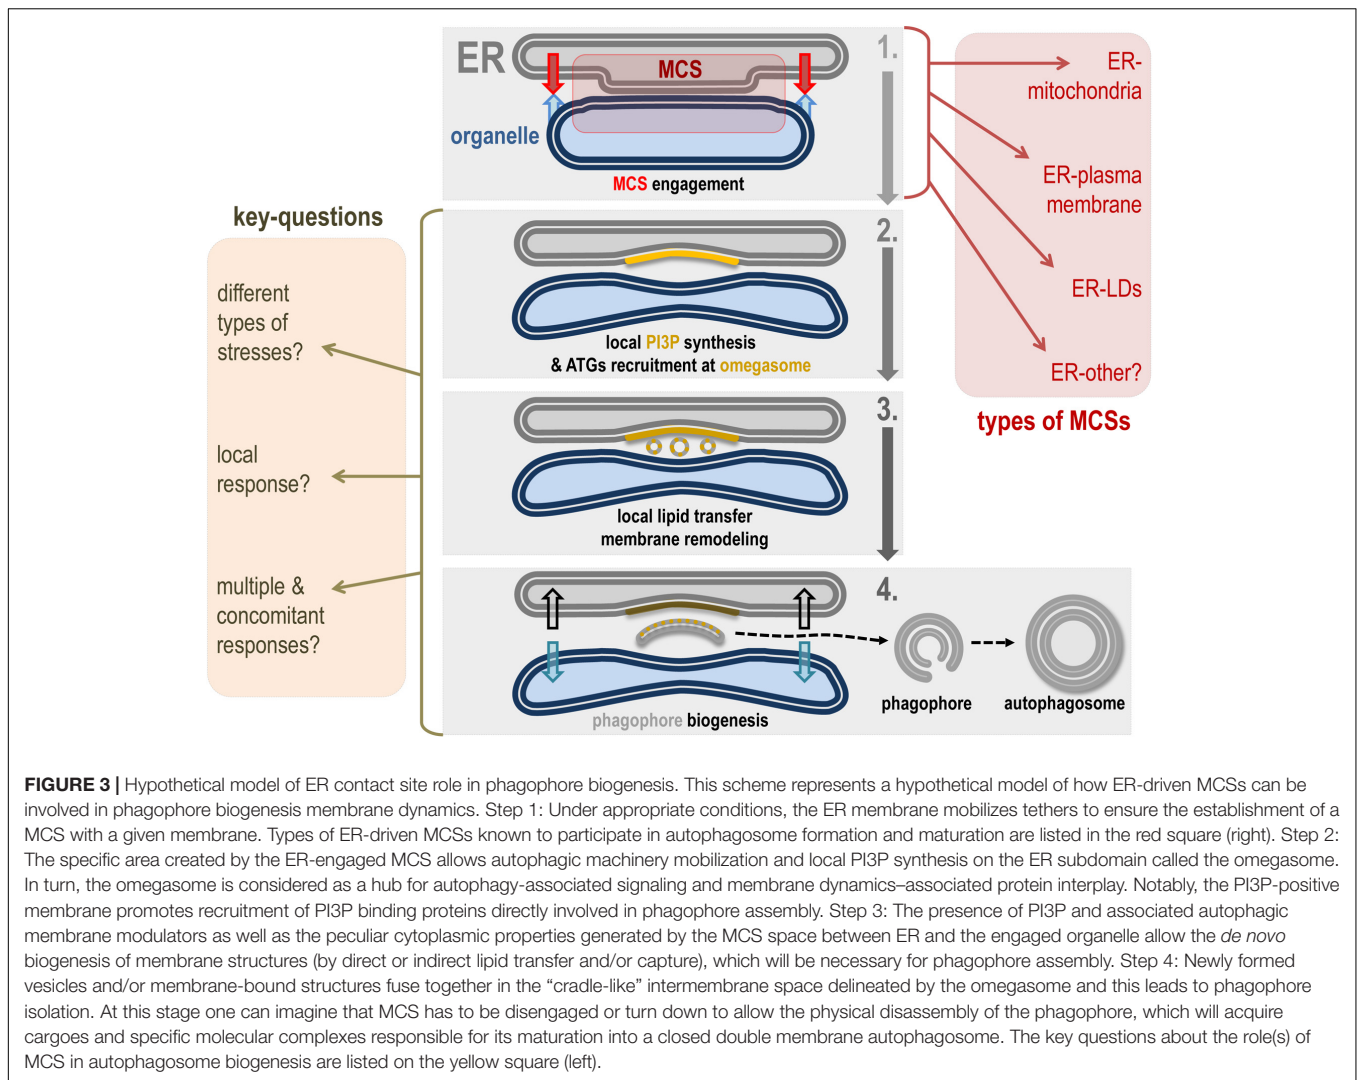 ER
MCS
organelle
MCS engagement
1.
ER-
mitochondria
ER-plasma
membrane
ER-LDs
ER-other?
types of MCSs
key-questions
different
types of
stresses?
local
response?
multiple &
concomitant
responses?
2.
local PI3P synthesis
& ATGs recruitment at omegasome
3.
local lipid transfer
membrane remodeling
4.
phagophore biogenesis
phagophore
autophagosome
FIGURE 3 | Hypothetical model of ER contact site role in phagophore biogenesis. This scheme represents a hypothetical model of how ER-driven MCSs can be
involved in phagophore biogenesis membrane dynamics. Step 1: Under appropriate conditions, the ER membrane mobilizes tethers to ensure the establishment of a
MCS with a given membrane. Types of ER-driven MCSs known to participate in autophagosome formation and maturation are listed in the red square (right). Step 2:
The specific area created by the ER-engaged MCS allows autophagic machinery mobilization and local PI3P synthesis on the ER subdomain called the omegasome.
In turn, the omegasome is considered as a hub for autophagy-associated signaling and membrane dynamics–associated protein interplay. Notably, the PI3P-positive
membrane promotes recruitment of PI3P binding proteins directly involved in phagophore assembly. Step 3: The presence of PI3P and associated autophagic
membrane modulators as well as the peculiar cytoplasmic properties generated by the MCS space between ER and the engaged organelle allow the de novo
biogenesis of membrane structures (by direct or indirect lipid transfer and/or capture), which will be necessary for phagophore assembly. Step 4: Newly formed
vesicles and/or membrane-bound structures fuse together in the “cradle-like” intermembrane space delineated by the omegasome and this leads to phagophore
isolation. At this stage one can imagine that MCS has to be disengaged or turn down to allow the physical disassembly of the phagophore, which will acquire
cargoes and specific molecular complexes responsible for its maturation into a closed double membrane autophagosome. The key questions about the role(s) of
MCS in autophagosome biogenesis are listed on the yellow square (left).